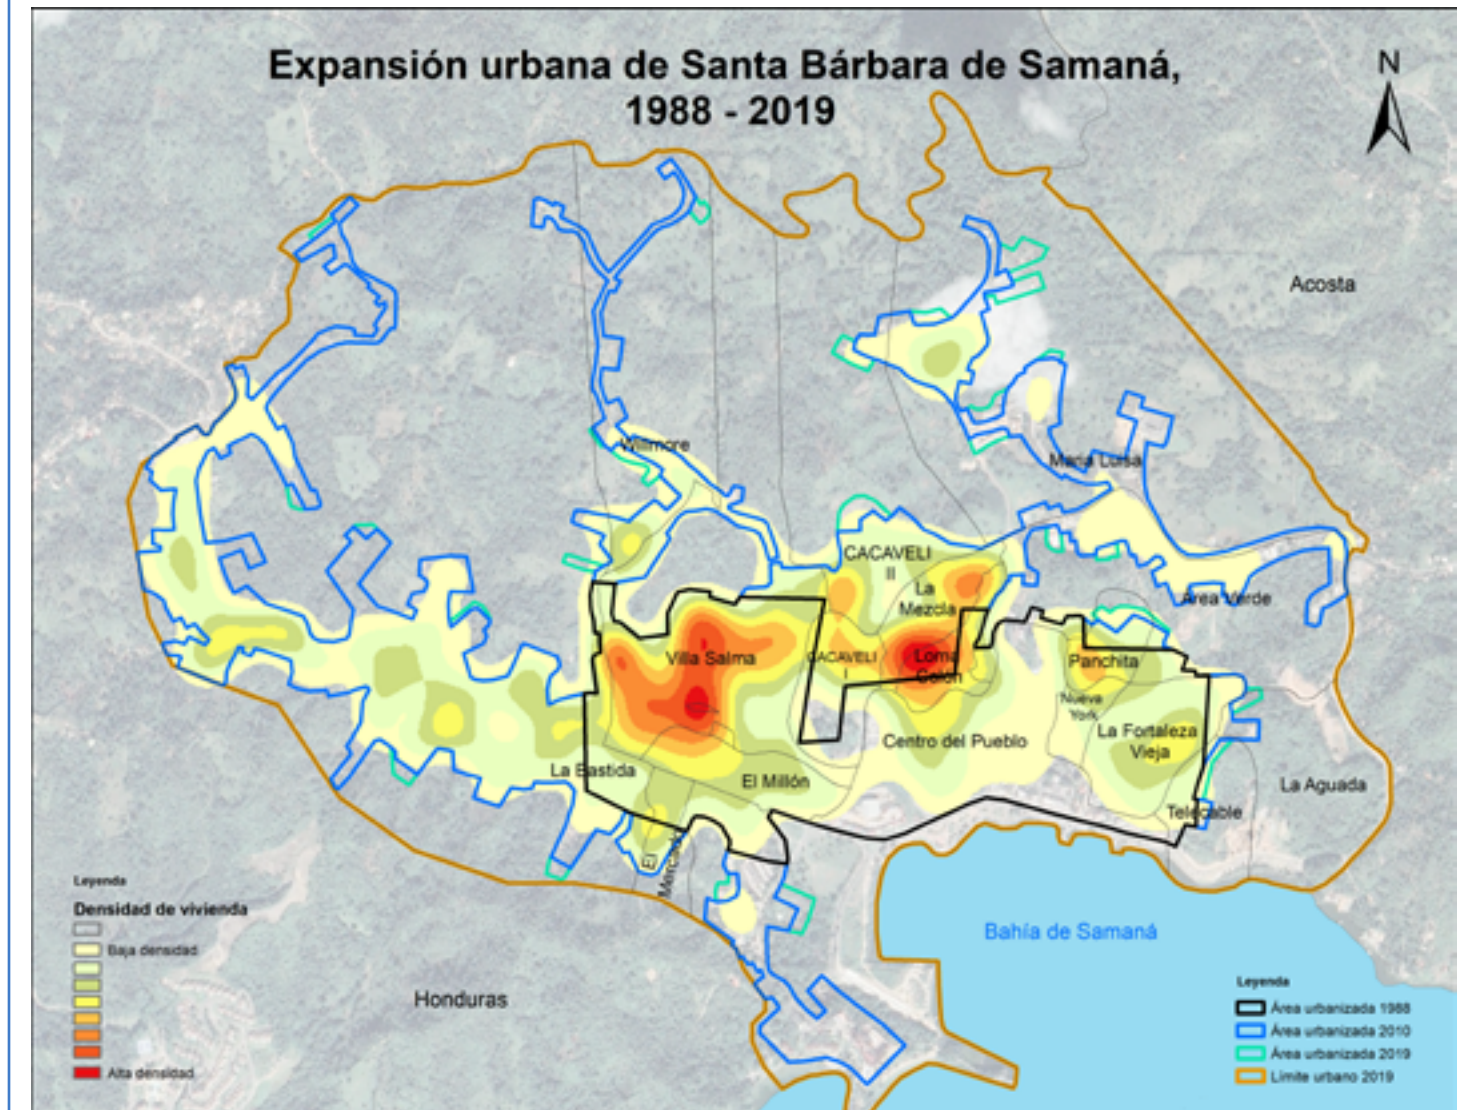 Expansión urbana de Santa Bárbara de Samaná,
1988 - 2019
N
Acosta
Willmore
Maria Luisa
CACAVELI
II
La
Mezcla
Área Verde
Villa Salma
CACAVELI
I
Loma
Colón
Panchita
Nueva
York
La Fortaleza
Vieja
Centro del Pueblo
La Bastida
El Millón
La Aguada
Telecable
El
Mercado
Leyenda
Densidad de vivienda
Baja densidad
Alta densidad
Honduras
Bahía de Samaná
Leyenda
Área urbanizada 1988
Área urbanizada 2010
Área urbanizada 2019
Límite urbano 2019